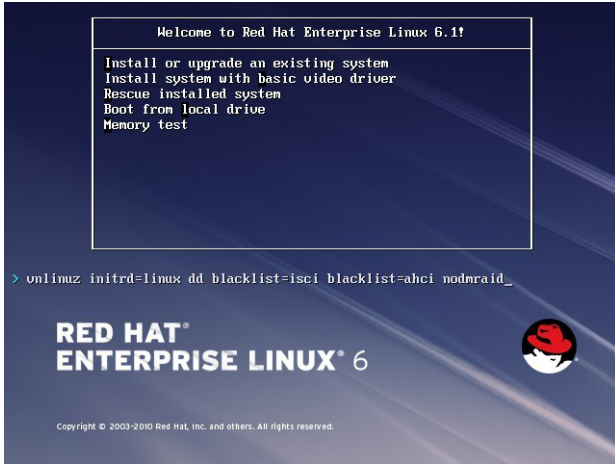 Welcome to Red Hat Enterprise Linux 6.1!
Install or upgrade an existing system
Install system with basic video driver
Rescue installed system
Boot from local drive
Memory test
> vmlinuz initrd=linux dd blacklist=isci blacklist=ahci nodmraid_
RED HAT®
ENTERPRISE LINUX® 6
Copyright © 2003-2010 Red Hat, Inc. and others. All rights reserved.